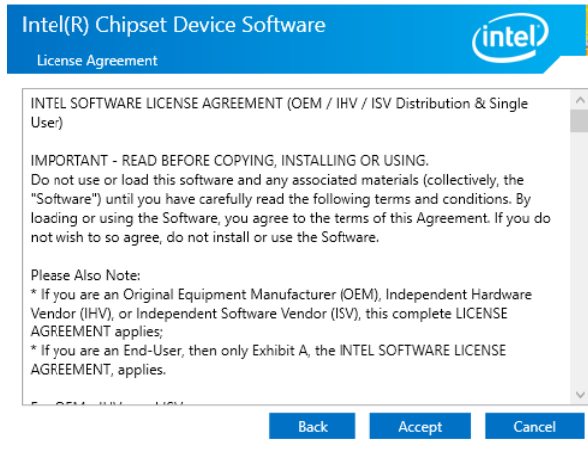 Intel(R) Chipset Device Software
(intel)
License Agreement
INTEL SOFTWARE LICENSE AGREEMENT (OEM / IHV / ISV Distribution & Single
User)
IMPORTANT - READ BEFORE COPYING, INSTALLING OR USING.
Do not use or load this software and any associated materials (collectively, the
"Software") until you have carefully read the following terms and conditions. By
loading or using the Software, you agree to the terms of this Agreement. If you do
not wish to so agree, do not install or use the Software.
Please Also Note:
* If you are an Original Equipment Manufacturer (OEM), Independent Hardware
Vendor (IHV), or Independent Software Vendor (ISV), this complete LICENSE
AGREEMENT applies;
* If you are an End-User, then only Exhibit A, the INTEL SOFTWARE LICENSE
AGREEMENT, applies.
Back Accept Cancel